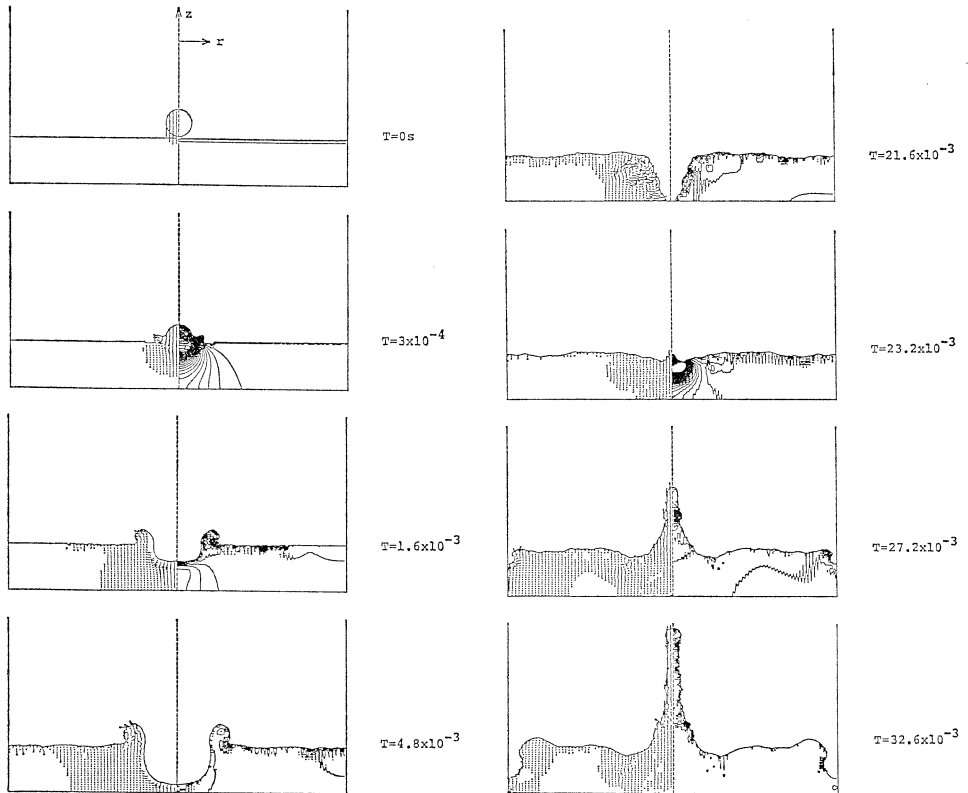 z
r
T=0s
T=3x10⁻⁴
T=1.6x10⁻³
T=4.8x10⁻³
T=21.6x10⁻³
T=23.2x10⁻³
T=27.2x10⁻³
T=32.6x10⁻³